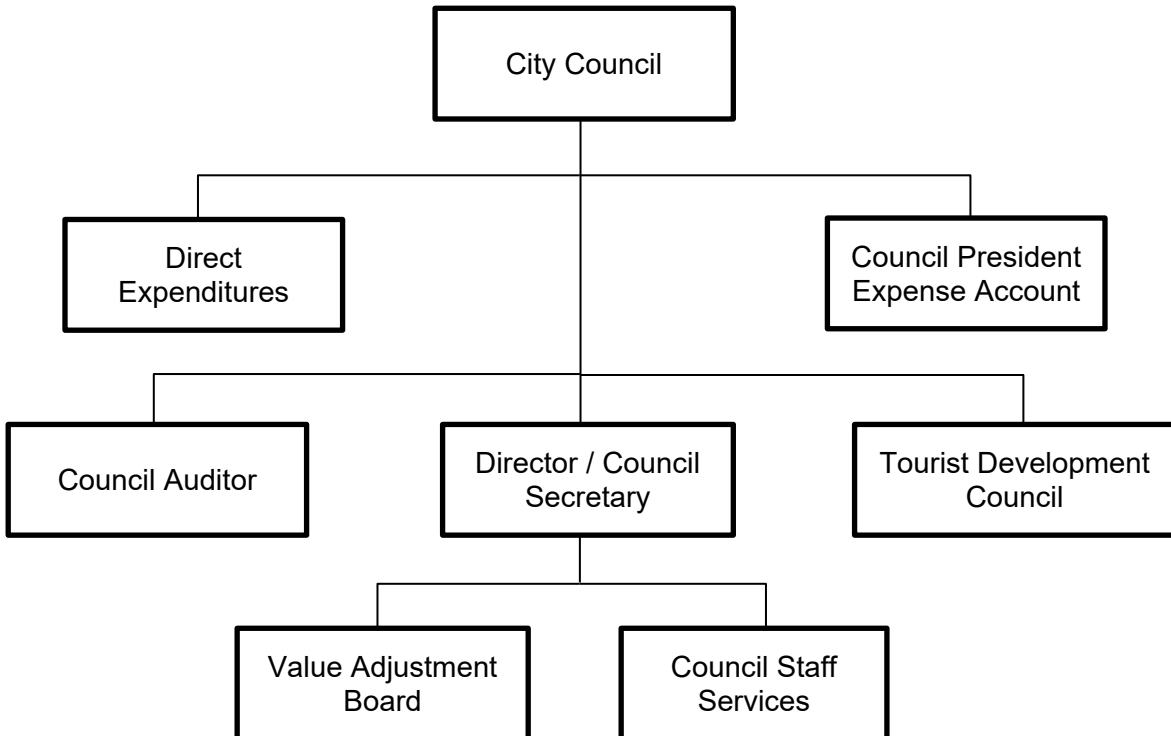 City Council
Direct
Expenditures
Council President
Expense Account
Council Auditor
Director / Council
Secretary
Tourist Development
Council
Value Adjustment
Board
Council Staff
Services